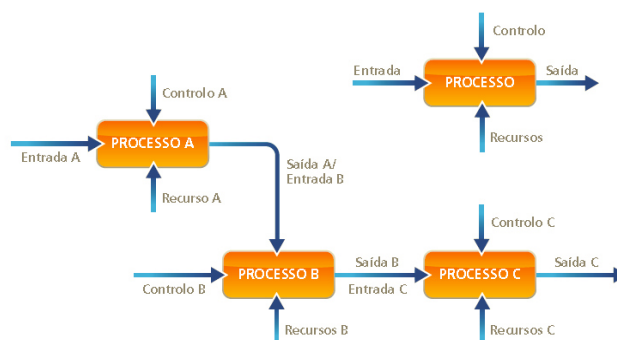 Controlo
Entrada
Saída
PROCESSO
Recursos
Controlo A
PROCESSO A
Entrada A
Recurso A
Saída A/
Entrada B
Controlo C
Saída B
Saída C
PROCESSO B
PROCESSO C
Controlo B
Entrada C
Recursos B
Recursos C